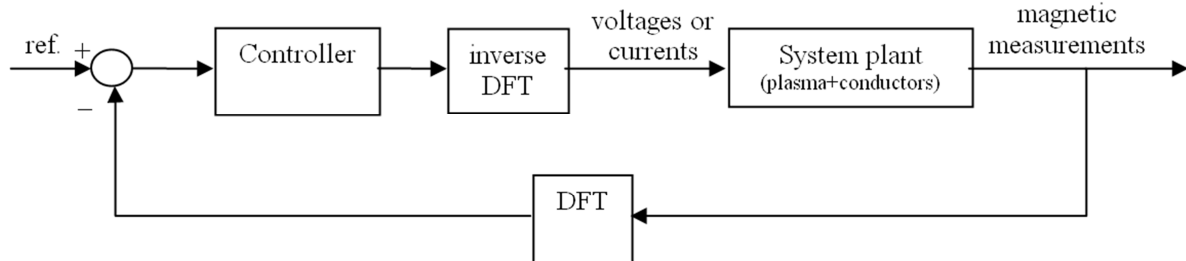 ref.
+
−
Controller
inverse
DFT
voltages or
currents
System plant
(plasma+conductors)
magnetic
measurements
DFT